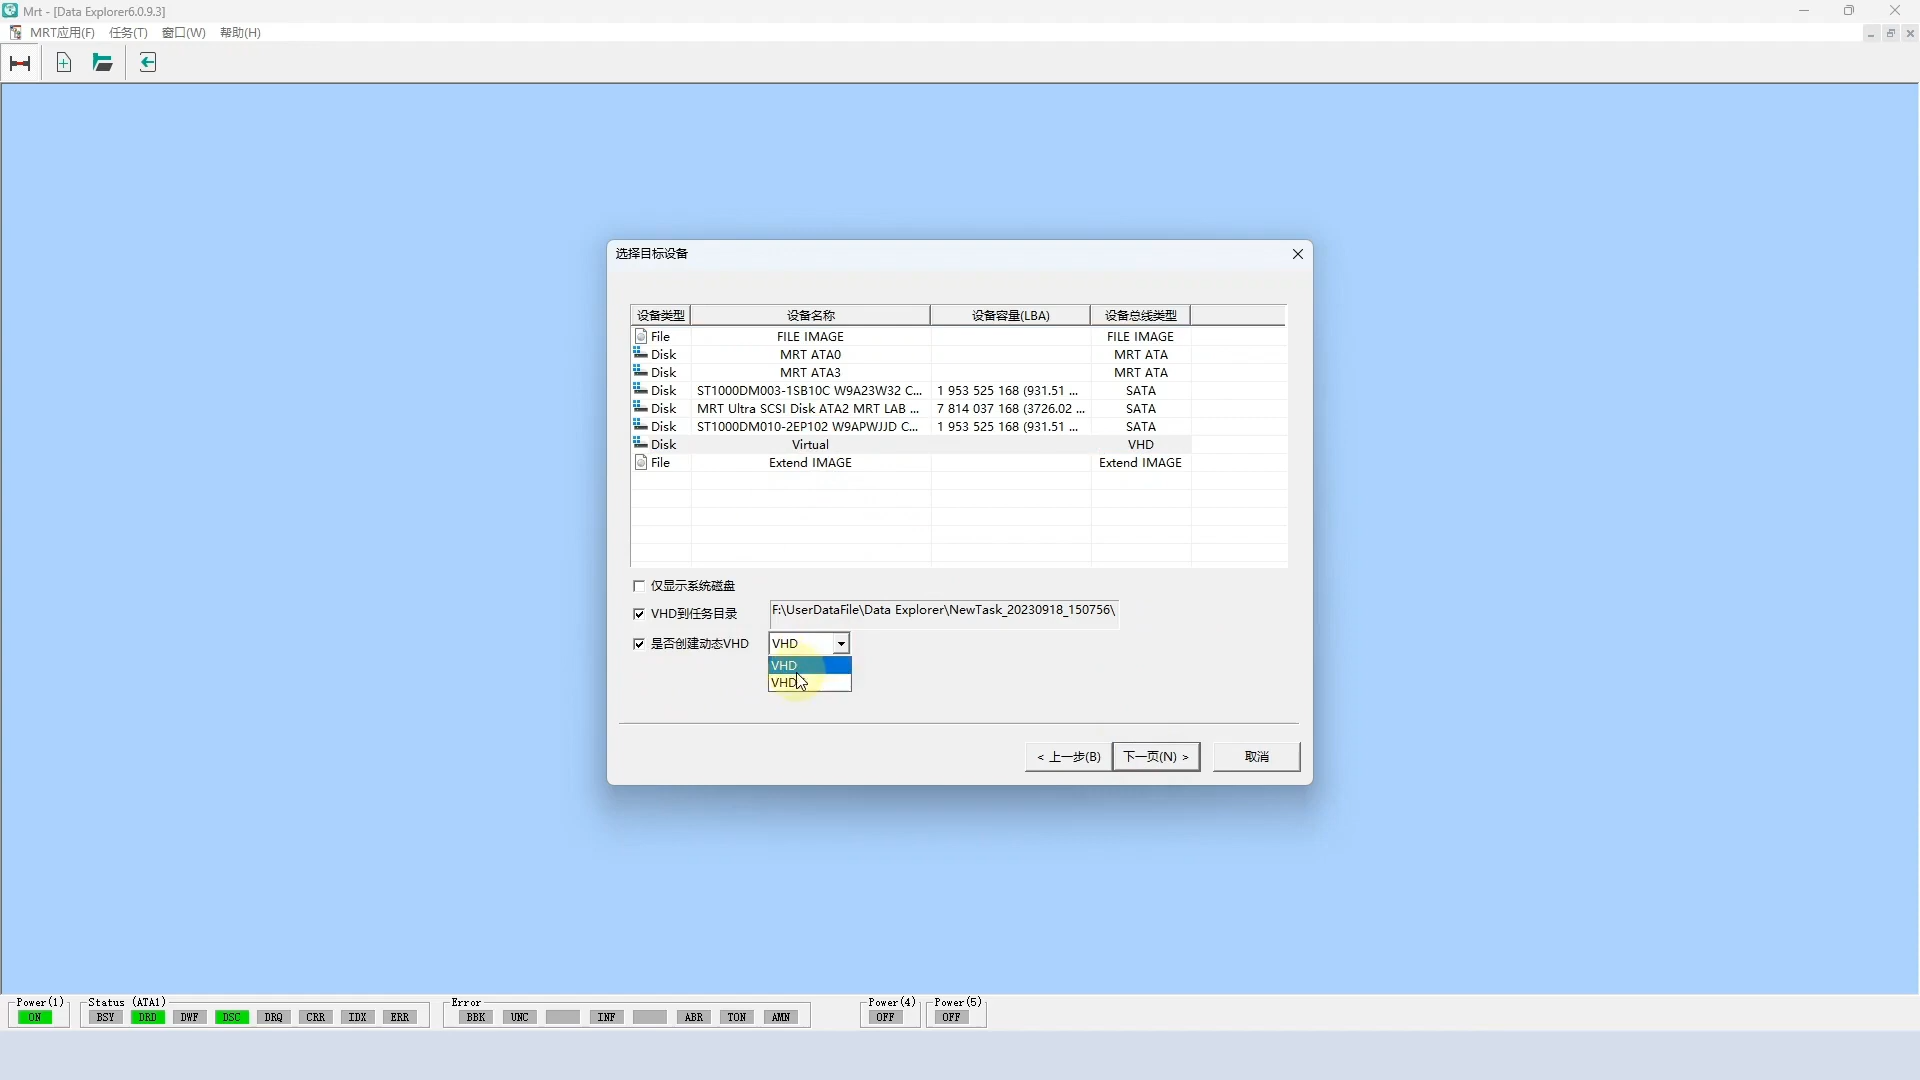 Mrt - [Data Explorer6.0.9.3]
MRT应用(F) 任务(T) 窗口(W) 帮助(H)
选择目标设备
设备类型 设备名称 设备容量(LBA) 设备总线类型
File FILE IMAGE FILE IMAGE
Disk MRT ATA0 MRT ATA
Disk MRT ATA3 MRT ATA
Disk ST1000DM003-1SB10C W9A23W32 C... 1 953 525 168 (931.51 ... SATA
Disk MRT Ultra SCSI Disk ATA2 MRT LAB ... 7 814 037 168 (3726.02 ... SATA
Disk ST1000DM010-2EP102 W9APWJJD C... 1 953 525 168 (931.51 ... SATA
Disk Virtual VHD
File Extend IMAGE Extend IMAGE
仅显示系统磁盘
VHD到任务目录 F:\UserDataFile\Data Explorer\NewTask_20230918_150756\
是否创建动态VHD VHD
VHD
VHD
< 上一步(B) 下一页(N) > 取消
Power(1) Status (ATA1) Error Power(4) Power(5)
ON BSY DRD DWF DSC DRQ CRR IDX ERR BBK UNC INF ABR TON AMN OFF OFF